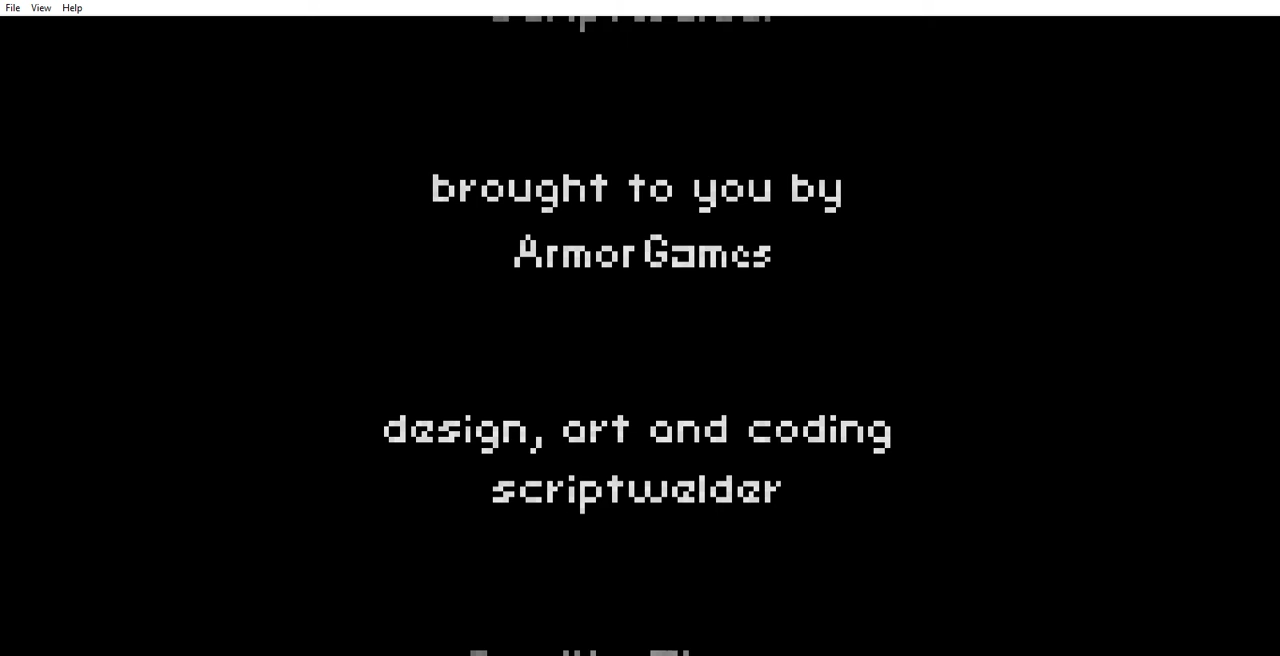 File View Help
brought to you by
ArmorGames
design, art and coding
scriptwelder